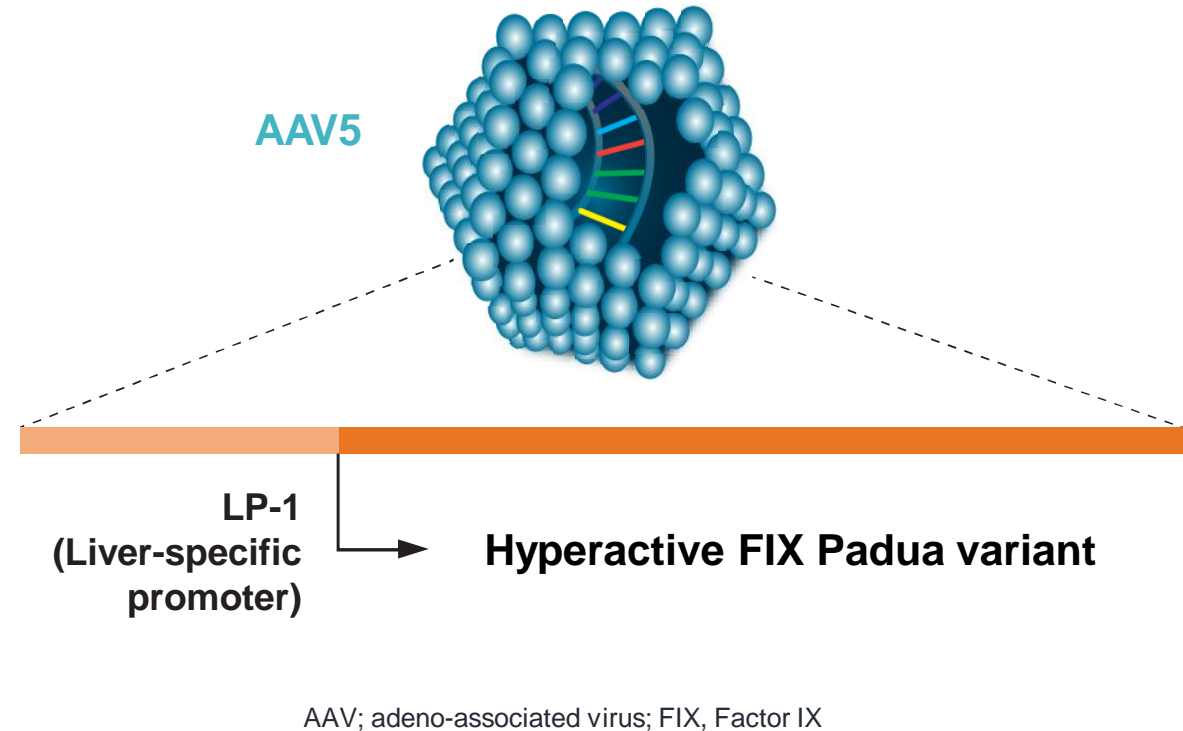 AAV5
LP-1
(Liver-specific
promoter)
Hyperactive FIX Padua variant
AAV; adeno-associated virus; FIX, Factor IX